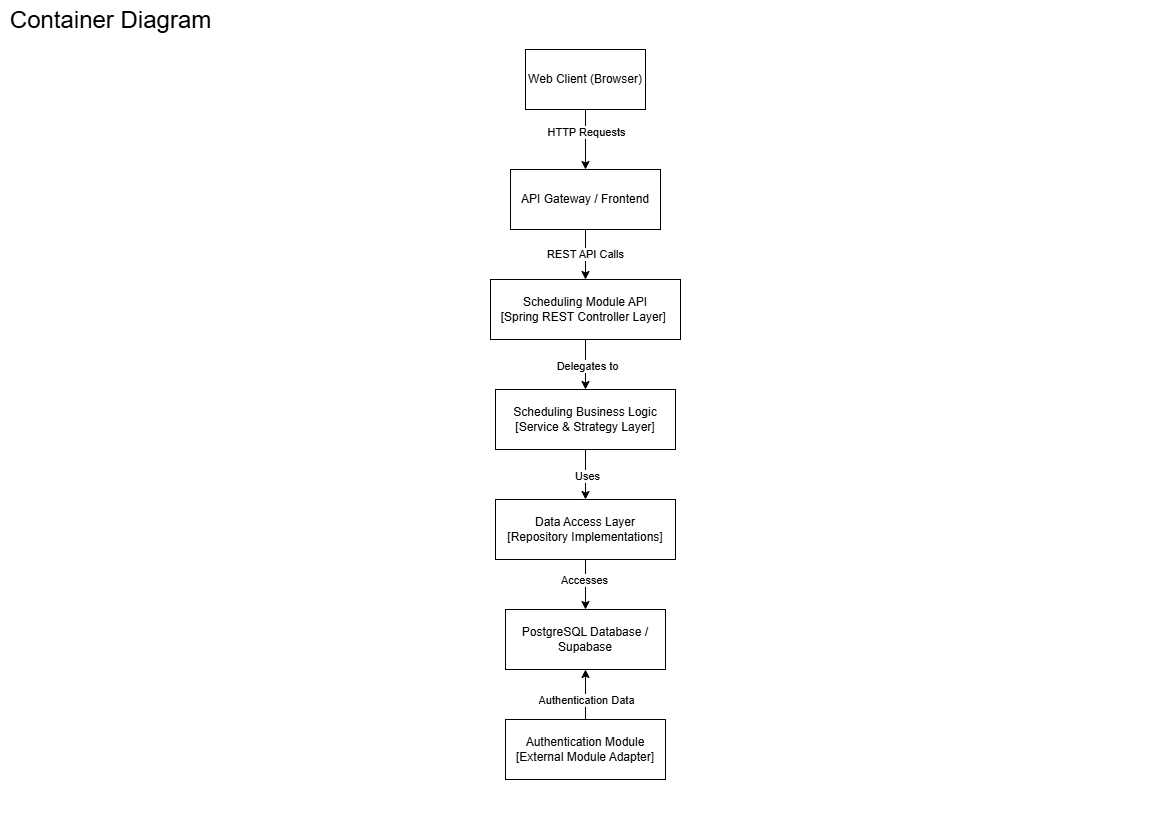 Container Diagram
Web Client (Browser)
HTTP Requests
API Gateway / Frontend
REST API Calls
Scheduling Module API
[Spring REST Controller Layer]
Delegates to
Scheduling Business Logic
[Service & Strategy Layer]
Uses
Data Access Layer
[Repository Implementations]
Accesses
PostgreSQL Database /
Supabase
Authentication Data
Authentication Module
[External Module Adapter]